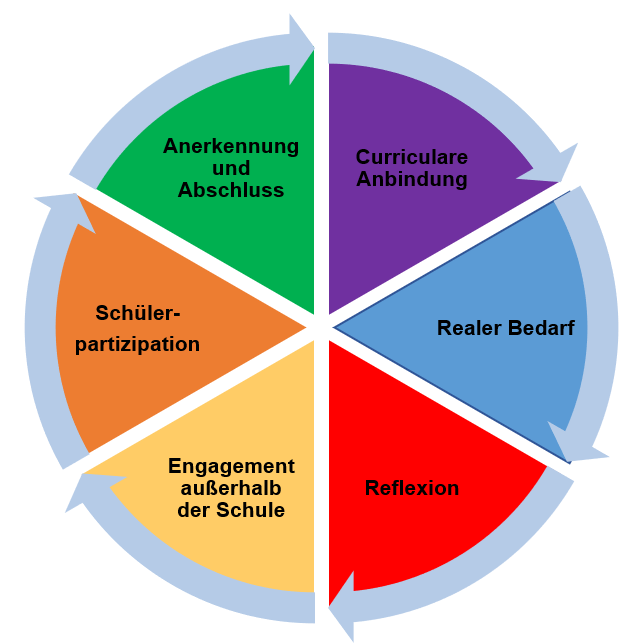 Anerkennung
und
Abschluss
Curriculare
Anbindung
Realer Bedarf
Reflexion
Engagement
außerhalb
der Schule
Schüler-
partizipation